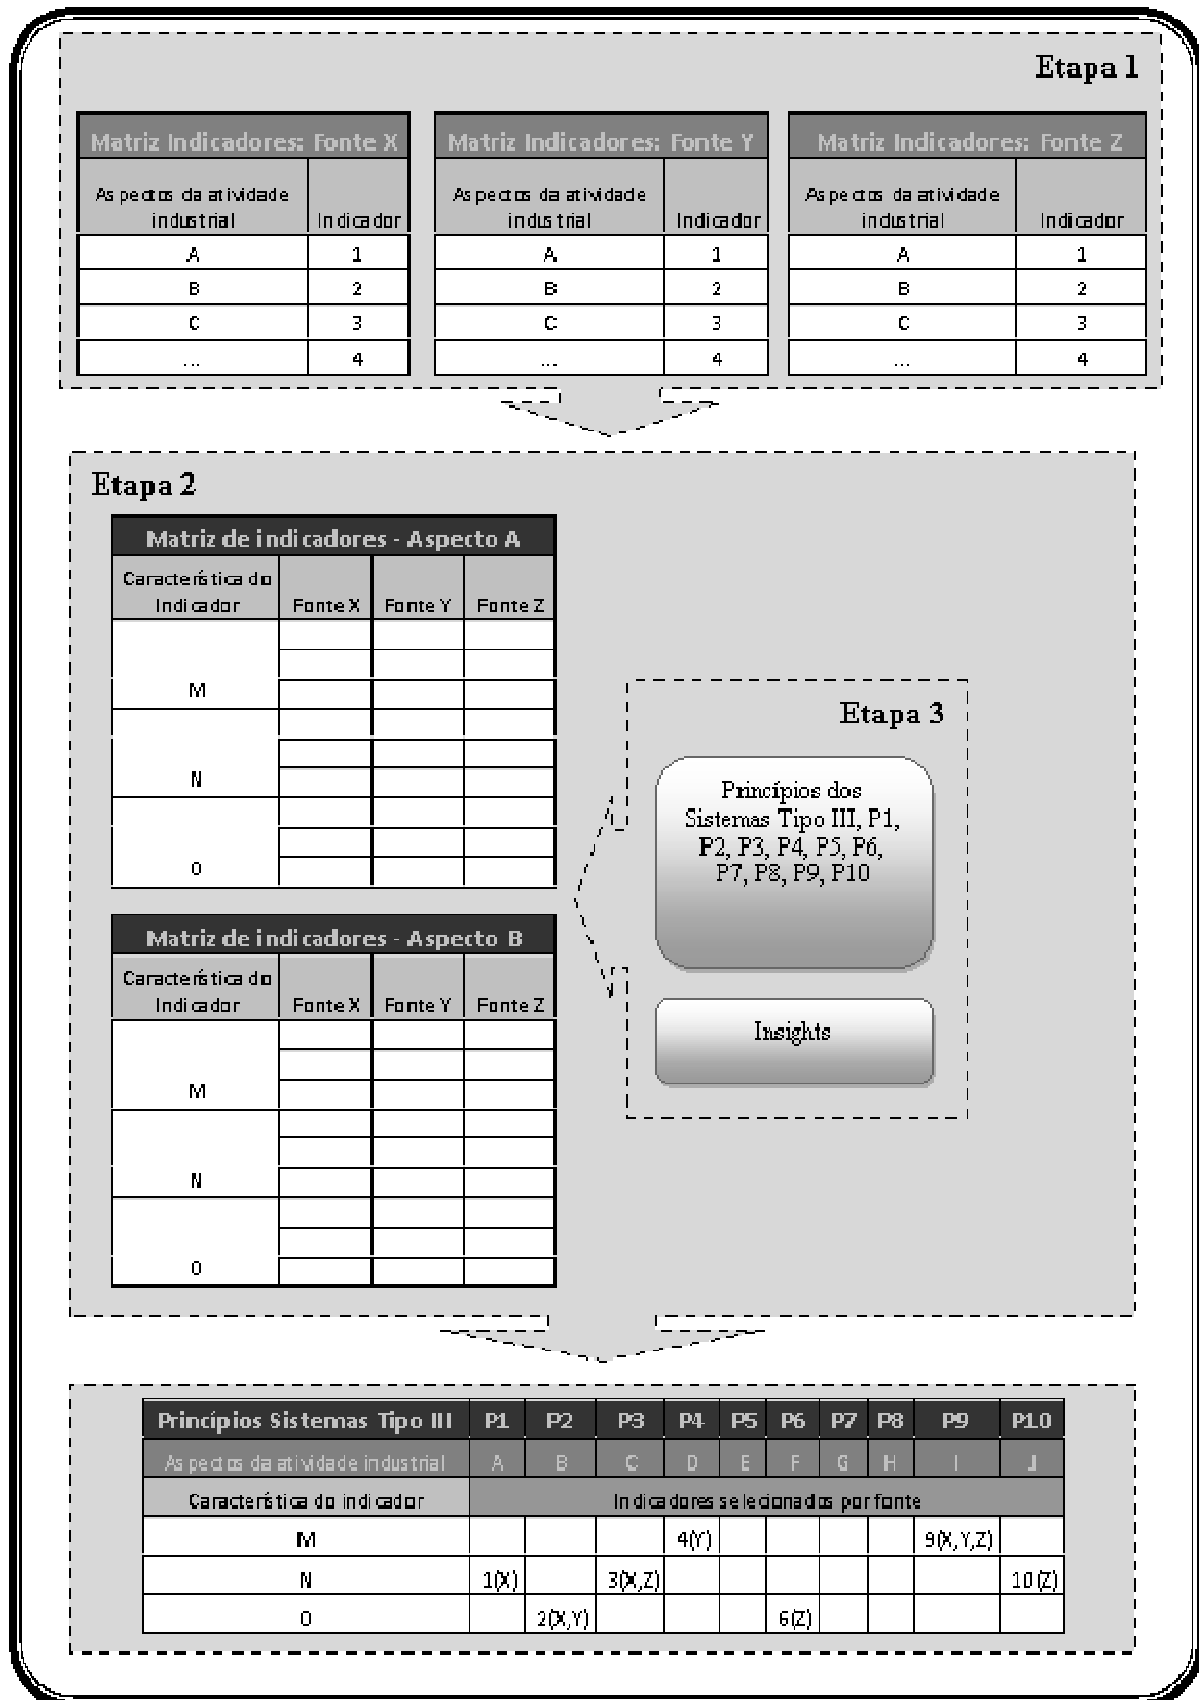 Etapa 1
Matriz Indicadores: Fonte X
Aspectos da atividade
industrial
Indicador
A 1
B 2
C 3
... 4
Matriz Indicadores: Fonte Y
Aspectos da atividade
industrial
Indicador
A 1
B 2
C 3
... 4
Matriz Indicadores: Fonte Z
Aspectos da atividade
industrial
Indicador
A 1
B 2
C 3
... 4
Etapa 2
Matriz de indicadores - Aspecto A
Característica do
Indicador
Fonte X Fonte Y Fonte Z
M
N
O
Matriz de indicadores - Aspecto B
Característica do
Indicador
Fonte X Fonte Y Fonte Z
M
N
O
Etapa 3
Princípios dos
Sistemas Tipo III, P1,
P2, P3, P4, P5, P6,
P7, P8, P9, P10
Insights
Princípios Sistemas Tipo III P1 P2 P3 P4 P5 P6 P7 P8 P9 P10
Aspectos da atividade industrial A B C D E F G H I J
Característica do indicador Indicadores selecionados por fonte
M 4(Y) 9(X,Y,Z)
N 1(X) 3(X,Z) 10(Z)
O 2(X,Y) 6(Z)